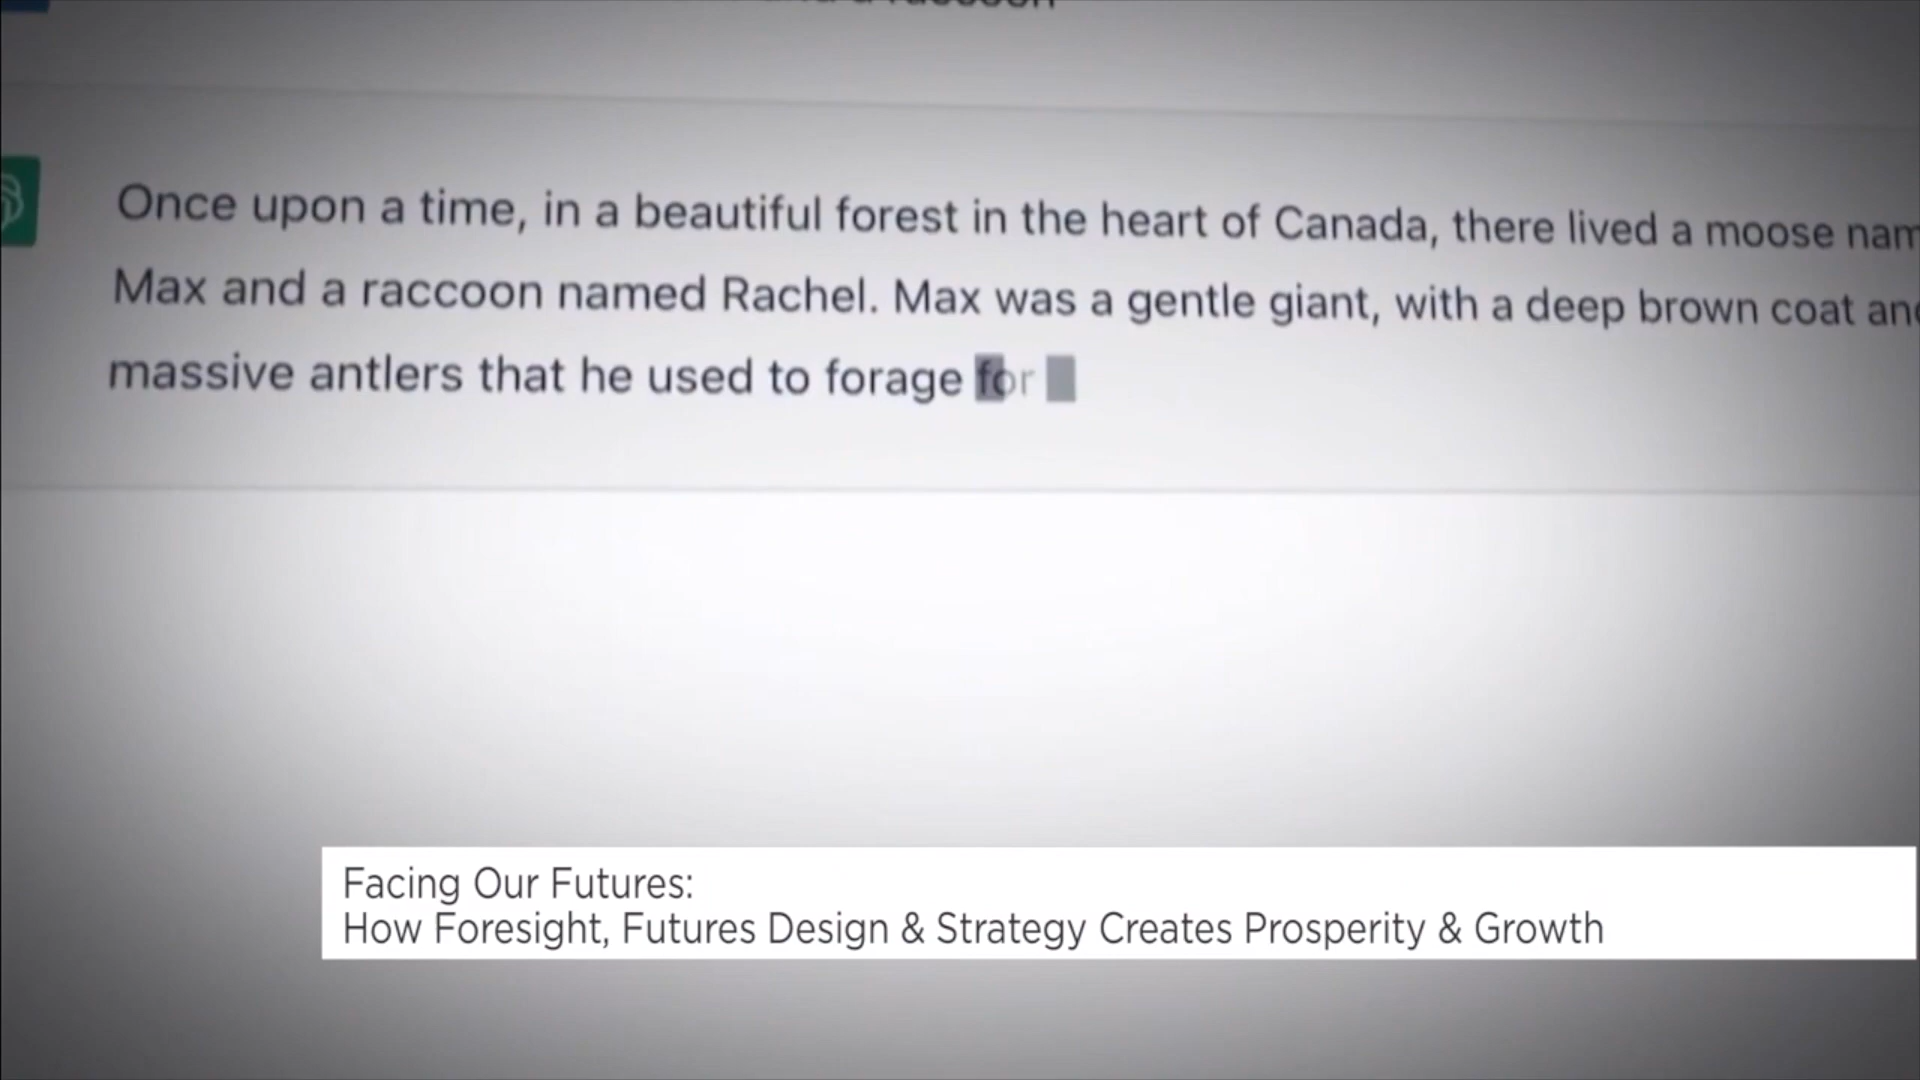 Once upon a time, in a beautiful forest in the heart of Canada, there lived a moose nam
Max and a raccoon named Rachel. Max was a gentle giant, with a deep brown coat and
massive antlers that he used to forage for
Facing Our Futures:
How Foresight, Futures Design & Strategy Creates Prosperity & Growth